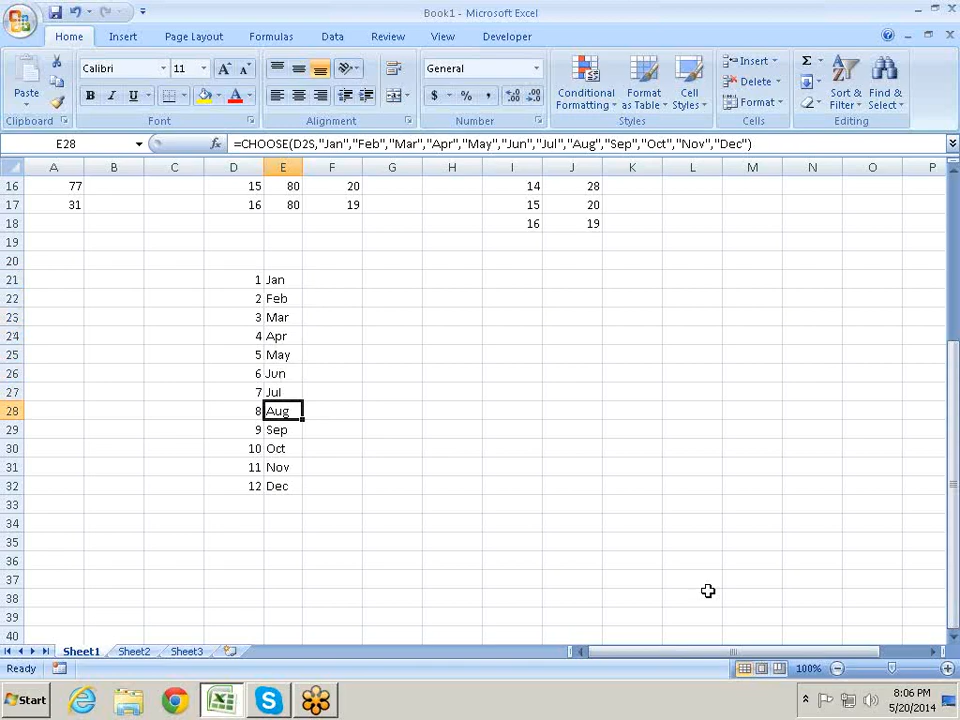 Book1 - Microsoft Excel
Home Insert Page Layout Formulas Data Review View Developer
Calibri 11 General Insert Σ
Paste Conditional Format Cell Delete Sort & Find &
B I U A $ % , Formatting as Table Styles Format Filter Select
Clipboard Font Alignment Number Styles Cells Editing
E28 fx =CHOOSE(D2S,"Jan","Feb","Mar","Apr","May","Jun","Jul","Aug","Sep","Oct","Nov","Dec")
A B C D E F G H I J K L M N O P
16 77 15 80 20 14 28
17 31 16 80 19 15 20
18 16 19
19
20
21 1 Jan
22 2 Feb
23 3 Mar
24 4 Apr
25 5 May
26 6 Jun
27 7 Jul
28 8 Aug
29 9 Sep
30 10 Oct
31 11 Nov
32 12 Dec
33
34
35
36
37
38
39
40
Sheet1 Sheet2 Sheet3
Ready 100%
Start 8:06 PM
5/20/2014